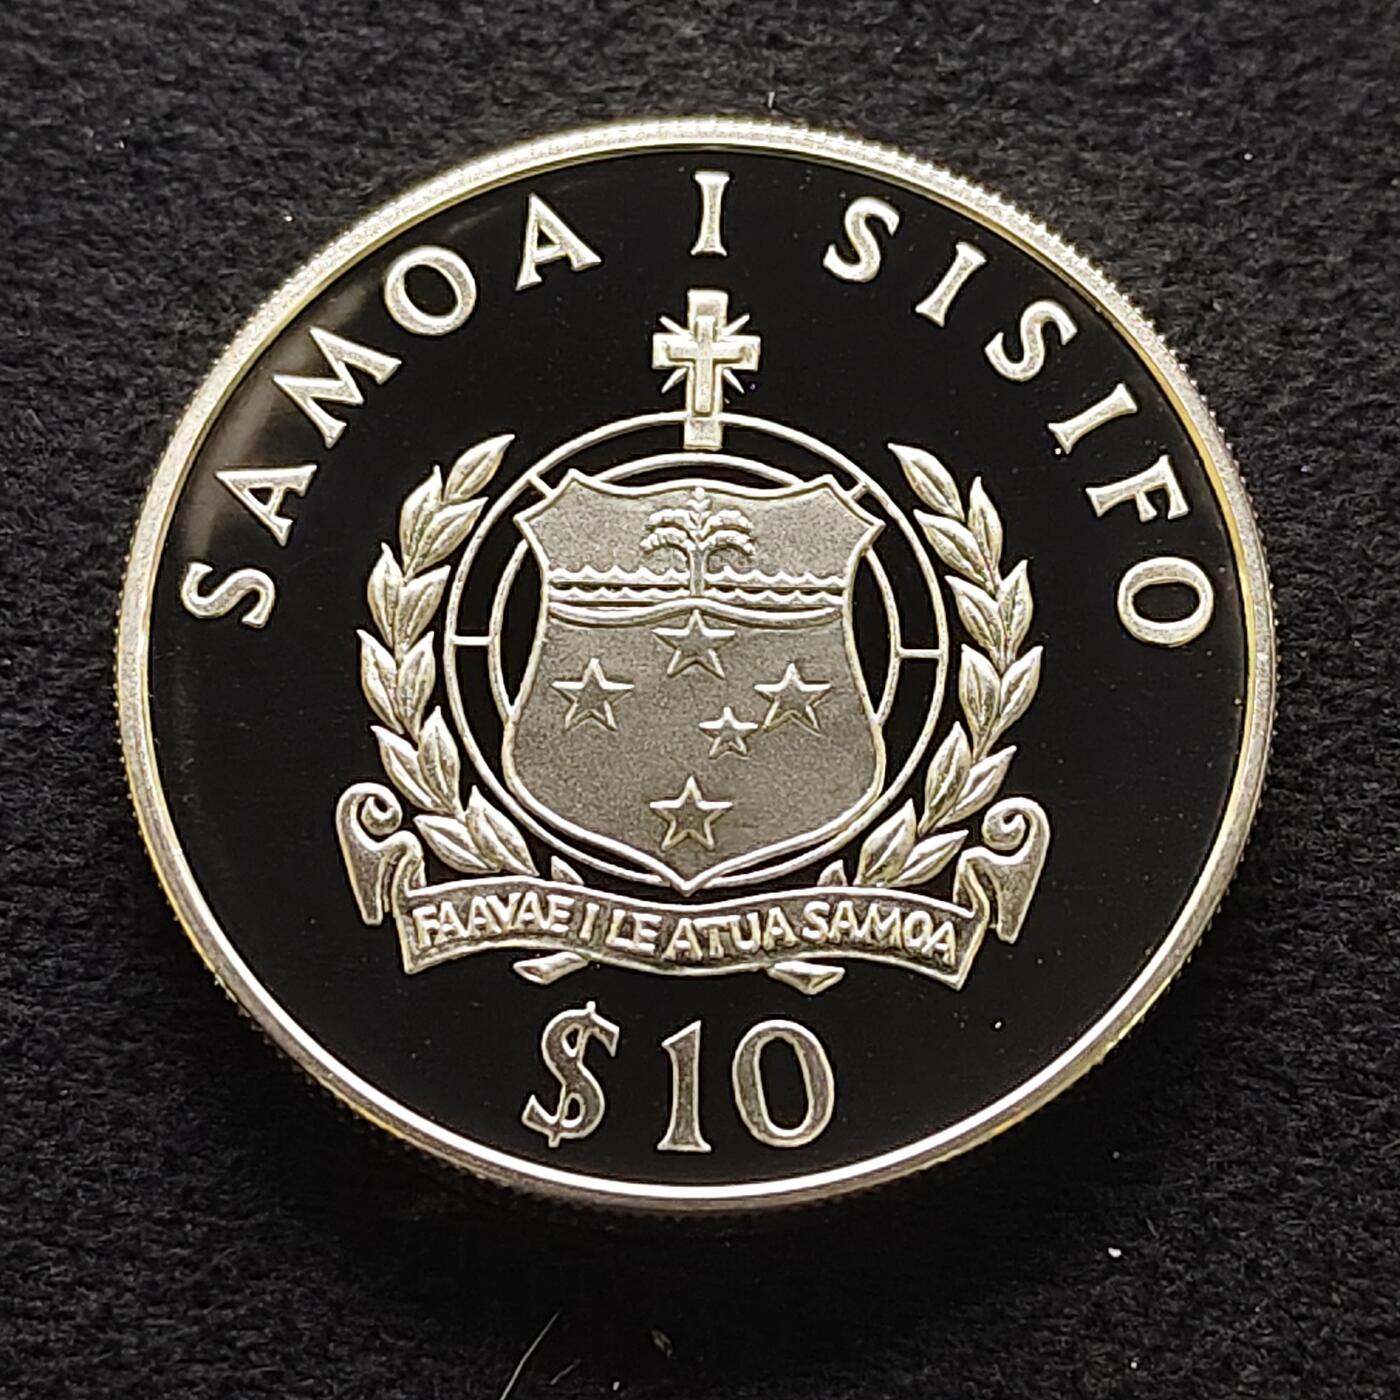 SAMOA I SISIFO
FAAVAE I LE ATUA SAMOA
$10